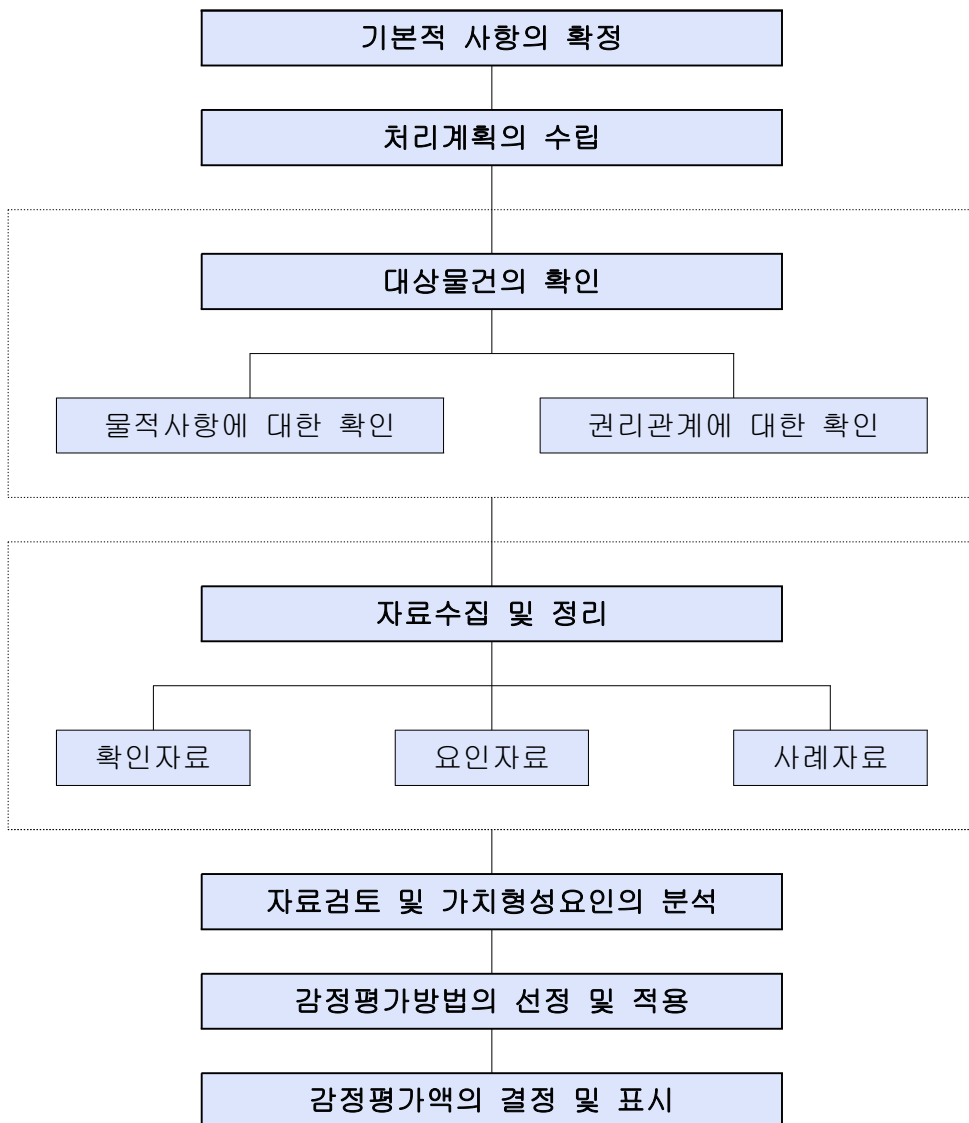 기본적 사항의 확정
처리계획의 수립
대상물건의 확인
물적사항에 대한 확인
권리관계에 대한 확인
자료수집 및 정리
확인자료
요인자료
사례자료
자료검토 및 가치형성요인의 분석
감정평가방법의 선정 및 적용
감정평가액의 결정 및 표시